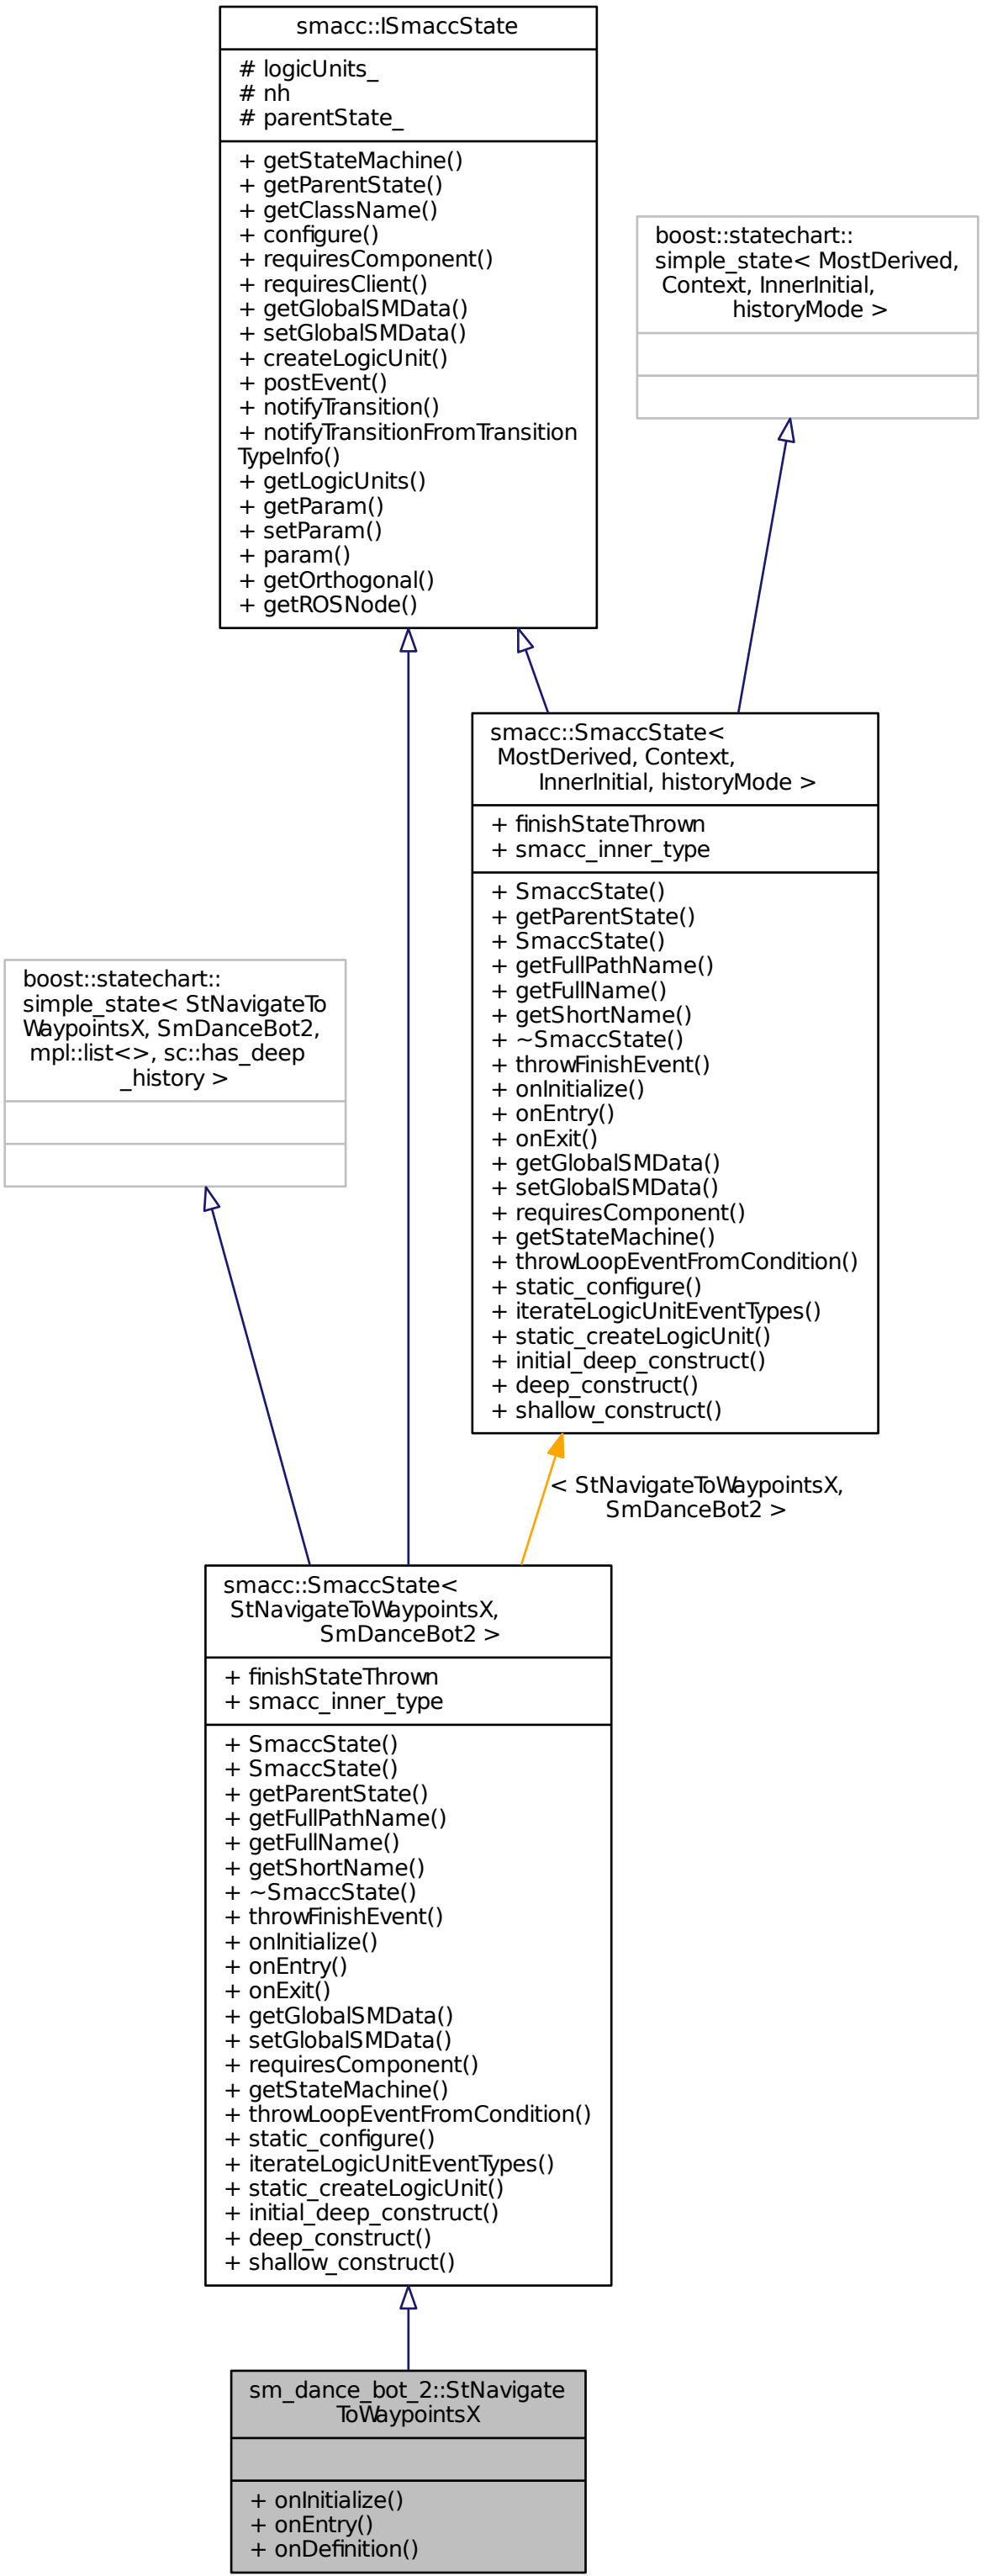 smacc::ISmaccState
# logicUnits_
# nh
# parentState_
+ getStateMachine()
+ getParentState()
+ getClassName()
+ configure()
+ requiresComponent()
+ requiresClient()
+ getGlobalSMData()
+ setGlobalSMData()
+ createLogicUnit()
+ postEvent()
+ notifyTransition()
+ notifyTransitionFromTransition
TypeInfo()
+ getLogicUnits()
+ getParam()
+ setParam()
+ param()
+ getOrthogonal()
+ getROSNode()
boost::statechart::
simple_state< MostDerived,
Context, InnerInitial,
historyMode >
smacc::SmaccState<
MostDerived, Context,
InnerInitial, historyMode >
+ finishStateThrown
+ smacc_inner_type
+ SmaccState()
+ getParentState()
+ SmaccState()
+ getFullPathName()
+ getFullName()
+ getShortName()
+ ~SmaccState()
+ throwFinishEvent()
+ onInitialize()
+ onEntry()
+ onExit()
+ getGlobalSMData()
+ setGlobalSMData()
+ requiresComponent()
+ getStateMachine()
+ throwLoopEventFromCondition()
+ static_configure()
+ iterateLogicUnitEventTypes()
+ static_createLogicUnit()
+ initial_deep_construct()
+ deep_construct()
+ shallow_construct()
boost::statechart::
simple_state< StNavigateTo
WaypointsX, SmDanceBot2,
mpl::list<>, sc::has_deep
_history >
< StNavigateToWaypointsX,
SmDanceBot2 >
smacc::SmaccState<
StNavigateToWaypointsX,
SmDanceBot2 >
+ finishStateThrown
+ smacc_inner_type
+ SmaccState()
+ SmaccState()
+ getParentState()
+ getFullPathName()
+ getFullName()
+ getShortName()
+ ~SmaccState()
+ throwFinishEvent()
+ onInitialize()
+ onEntry()
+ onExit()
+ getGlobalSMData()
+ setGlobalSMData()
+ requiresComponent()
+ getStateMachine()
+ throwLoopEventFromCondition()
+ static_configure()
+ iterateLogicUnitEventTypes()
+ static_createLogicUnit()
+ initial_deep_construct()
+ deep_construct()
+ shallow_construct()
sm_dance_bot_2::StNavigate
ToWaypointsX
+ onInitialize()
+ onEntry()
+ onDefinition()